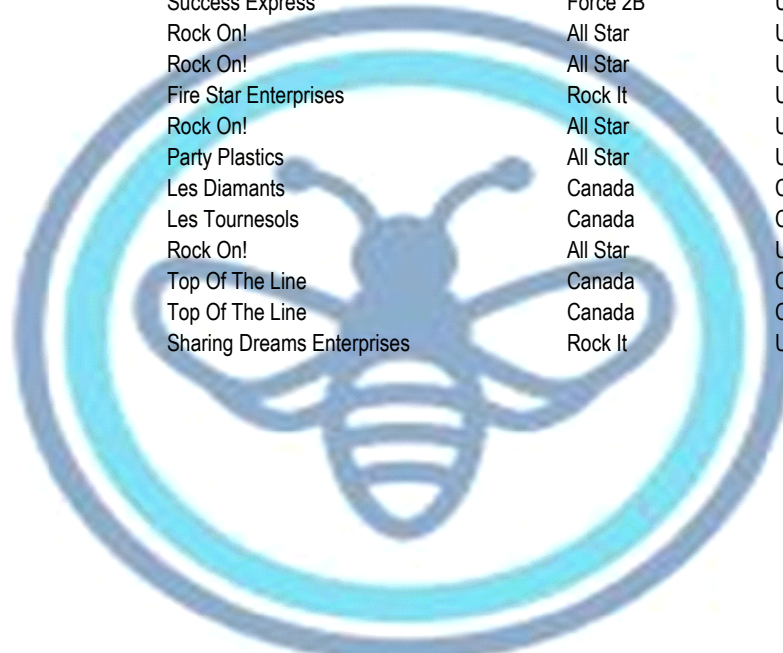 Success Express Force 2B U
Rock On! All Star U
Rock On! All Star U
Fire Star Enterprises Rock It U
Rock On! All Star U
Party Plastics All Star U
Les Diamants Canada C
Les Tournesols Canada C
Rock On! All Star U
Top Of The Line Canada C
Top Of The Line Canada C
Sharing Dreams Enterprises Rock It U